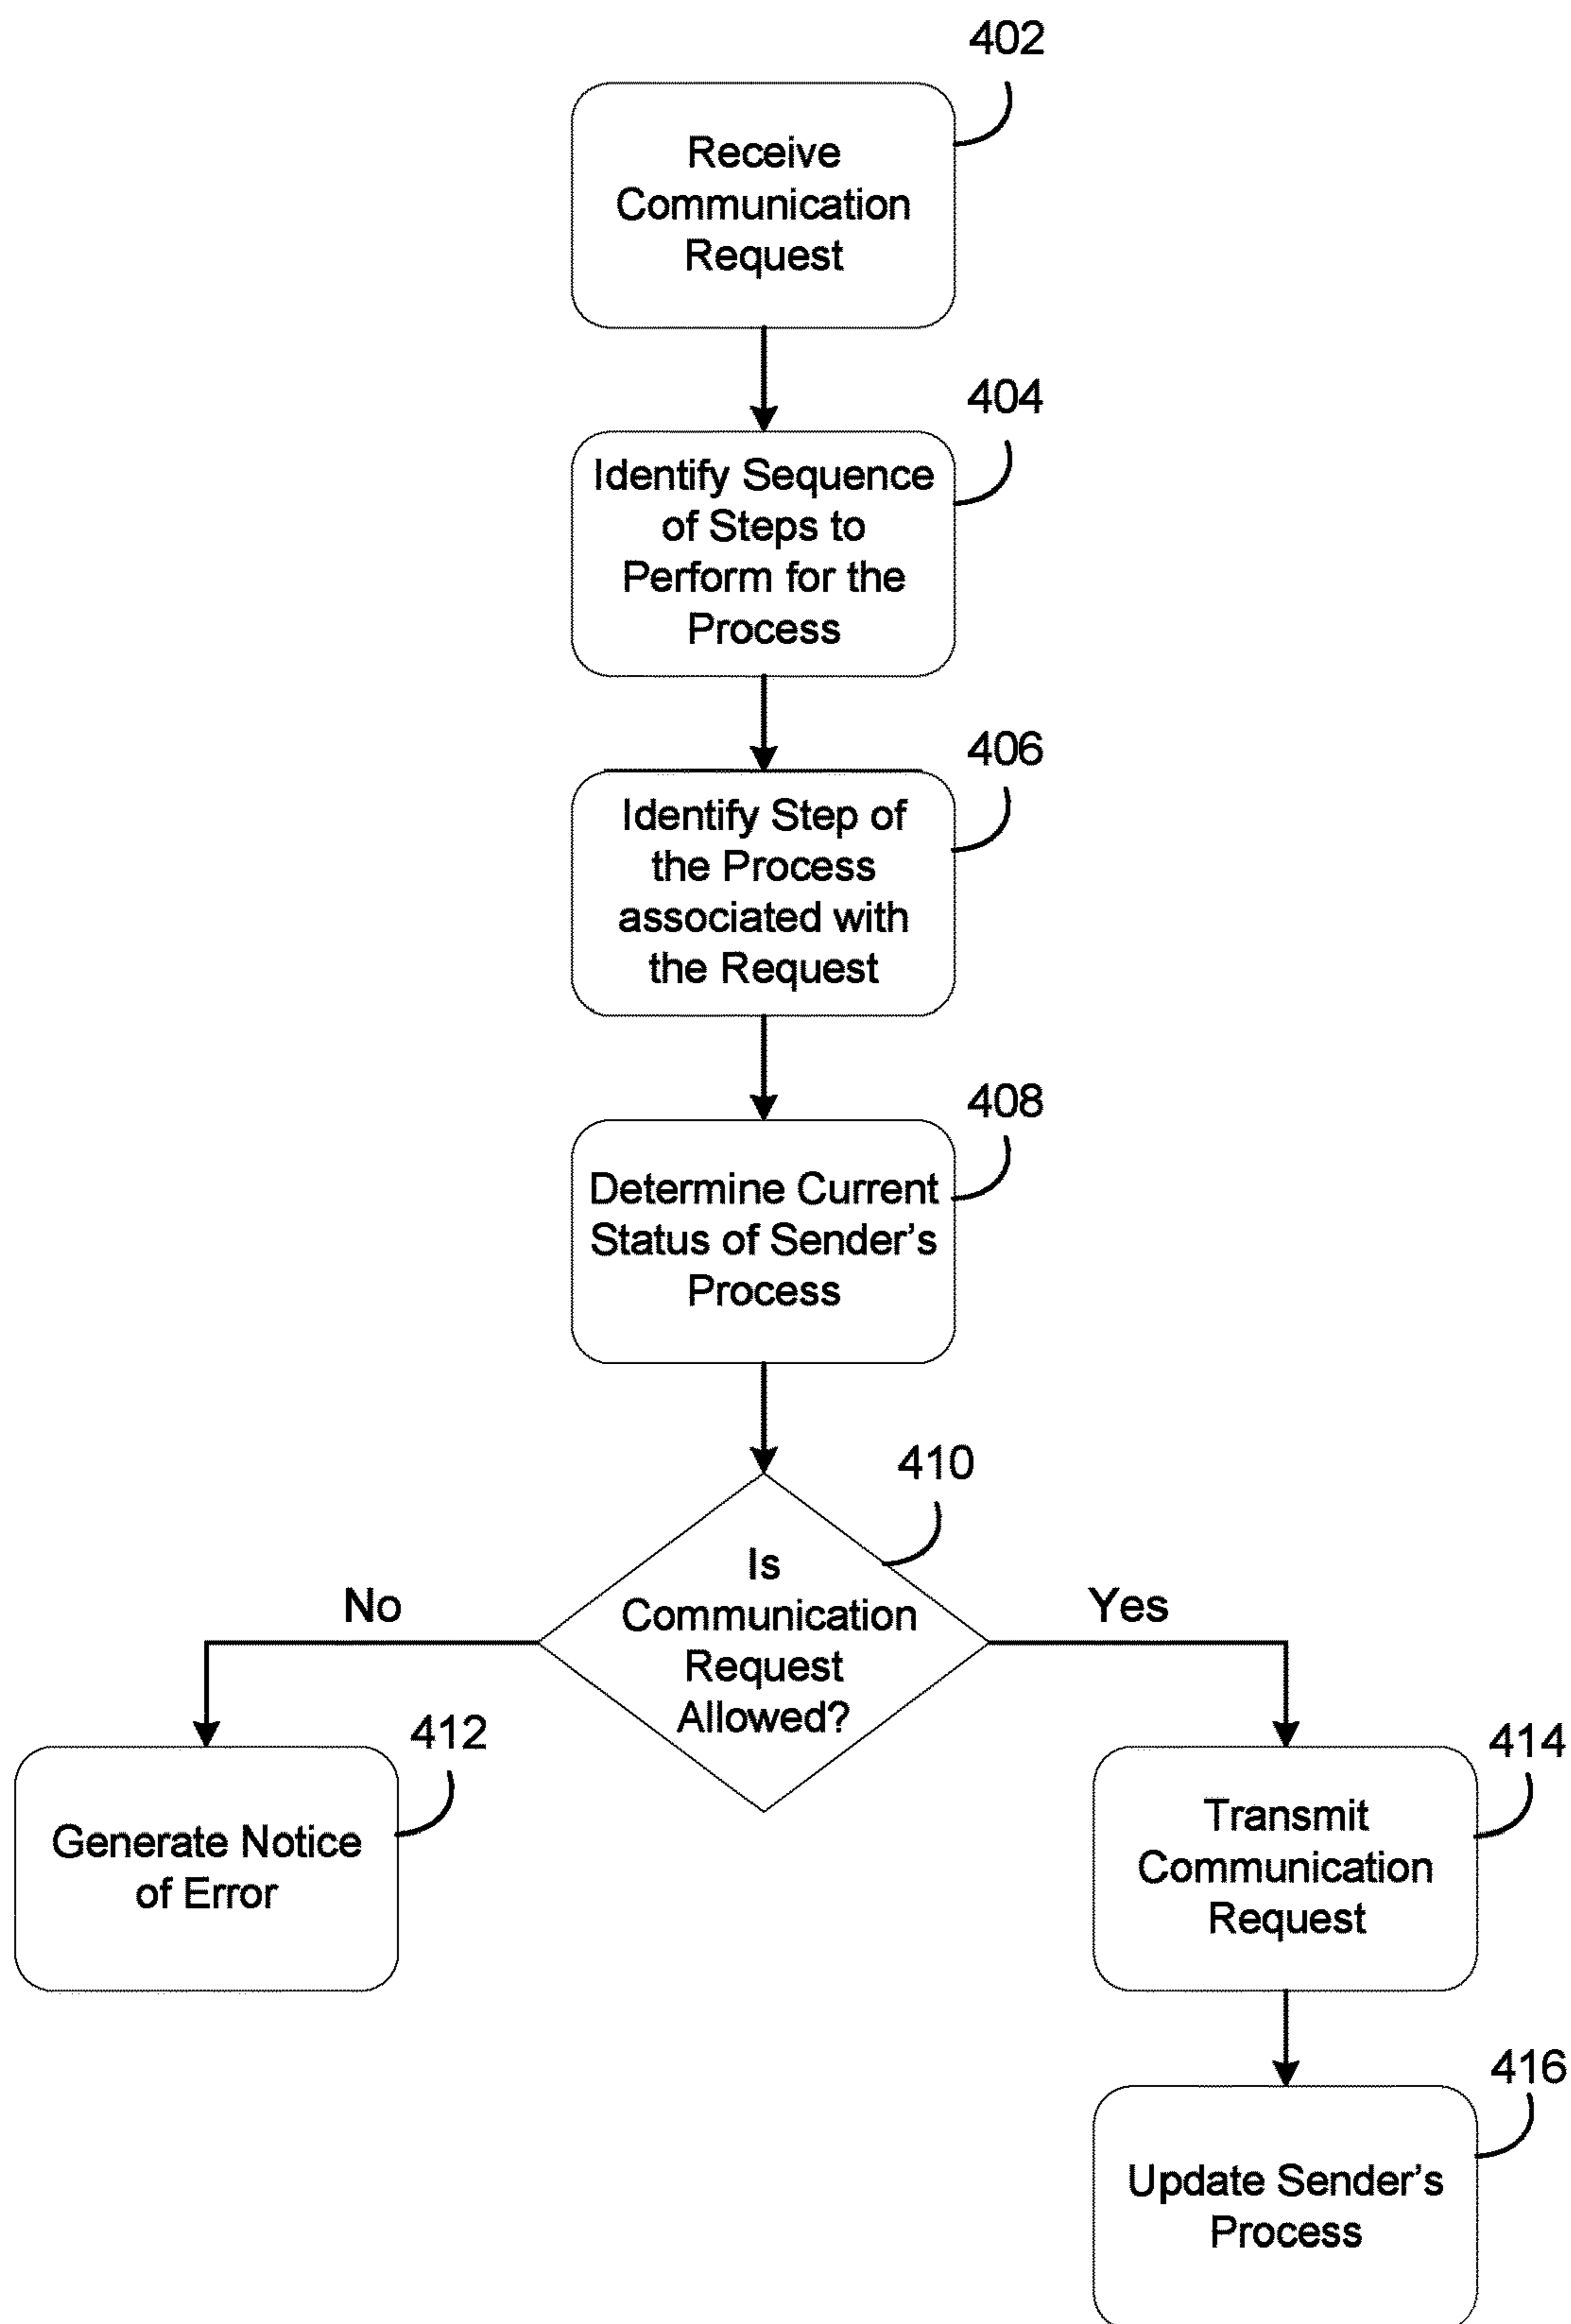 402
Receive
Communication
Request
404
Identify Sequence
of Steps to
Perform for the
Process
406
Identify Step of
the Process
associated with
the Request
408
Determine Current
Status of Sender’s
Process
410
Is
Communication
Request
Allowed?
No
Yes
412
Generate Notice
of Error
414
Transmit
Communication
Request
416
Update Sender’s
Process